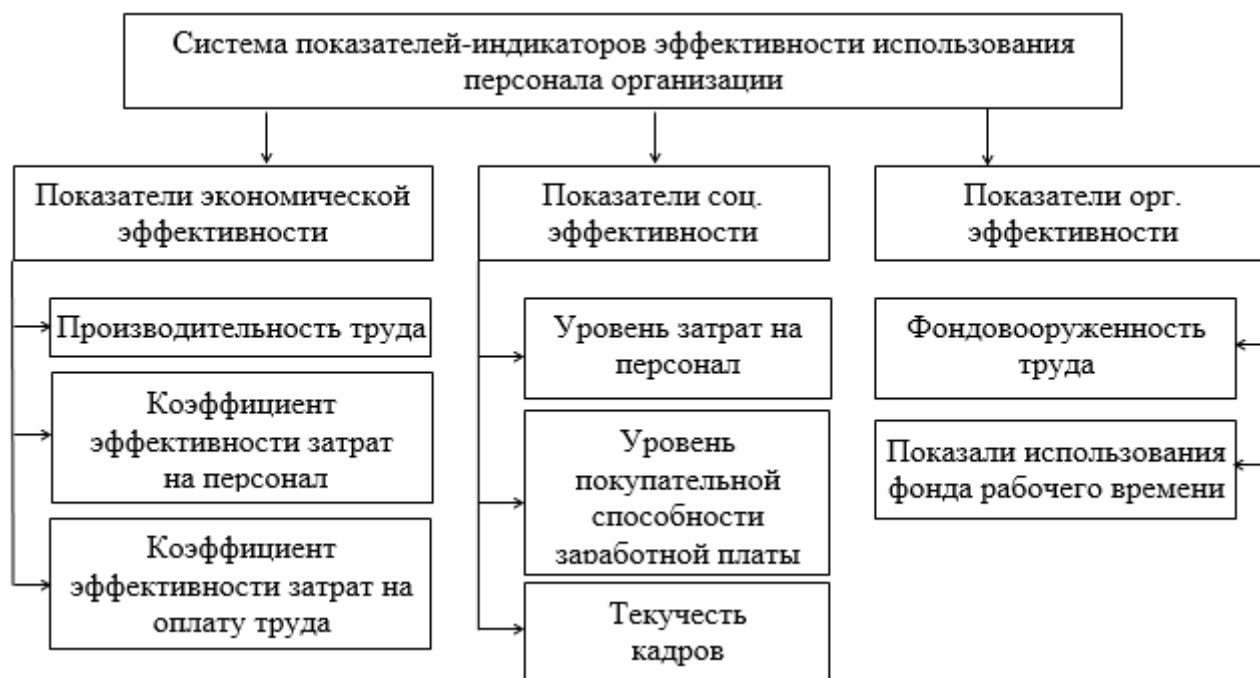 Система показателей-индикаторов эффективности использования
персонала организации
Показатели экономической
эффективности
Показатели соц.
эффективности
Показатели орг.
эффективности
Производительность труда
Коэффициент
эффективности затрат
на персонал
Коэффициент
эффективности затрат на
оплату труда
Уровень затрат на
персонал
Уровень
покупательной
способности
заработной платы
Текучесть
кадров
Фондовооруженность
труда
Показали использования
фонда рабочего времени